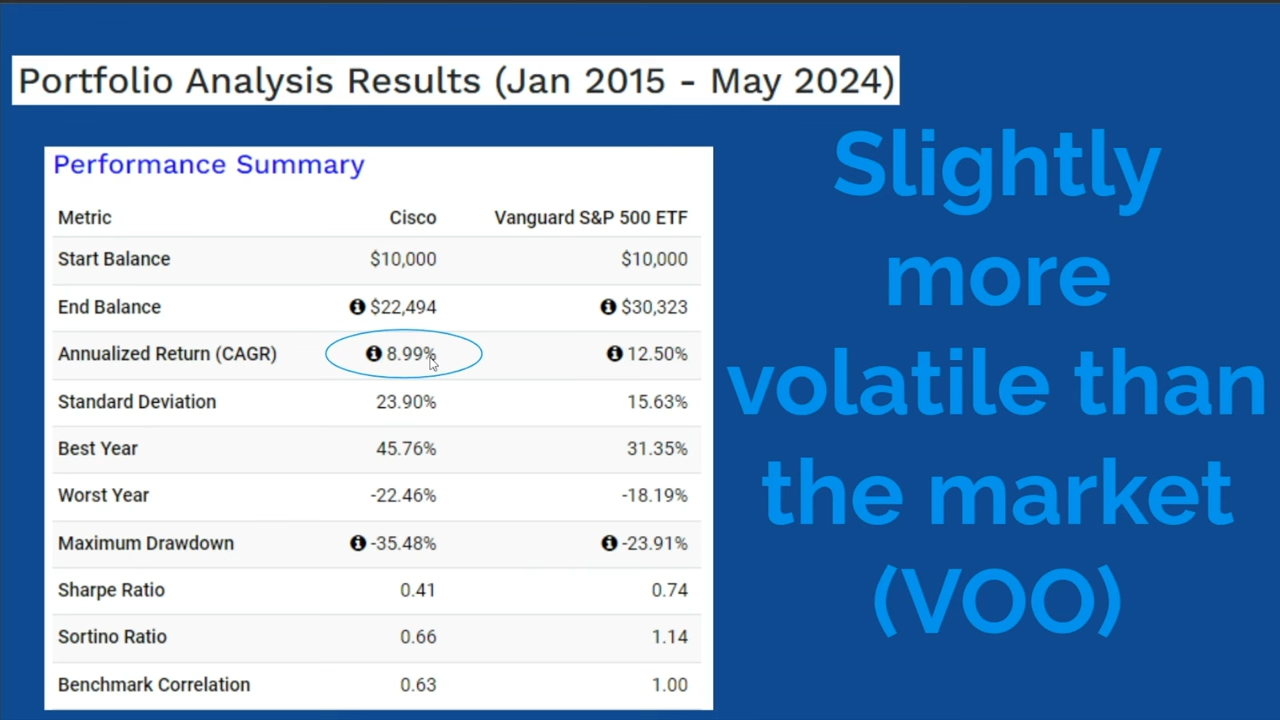 Portfolio Analysis Results (Jan 2015 - May 2024)
Performance Summary
Metric Cisco Vanguard S&P 500 ETF
Start Balance $10,000 $10,000
End Balance $22,494 $30,323
Annualized Return (CAGR) 8.99% 12.50%
Standard Deviation 23.90% 15.63%
Best Year 45.76% 31.35%
Worst Year -22.46% -18.19%
Maximum Drawdown -35.48% -23.91%
Sharpe Ratio 0.41 0.74
Sortino Ratio 0.66 1.14
Benchmark Correlation 0.63 1.00
Slightly
more
volatile than
the market
(VOO)